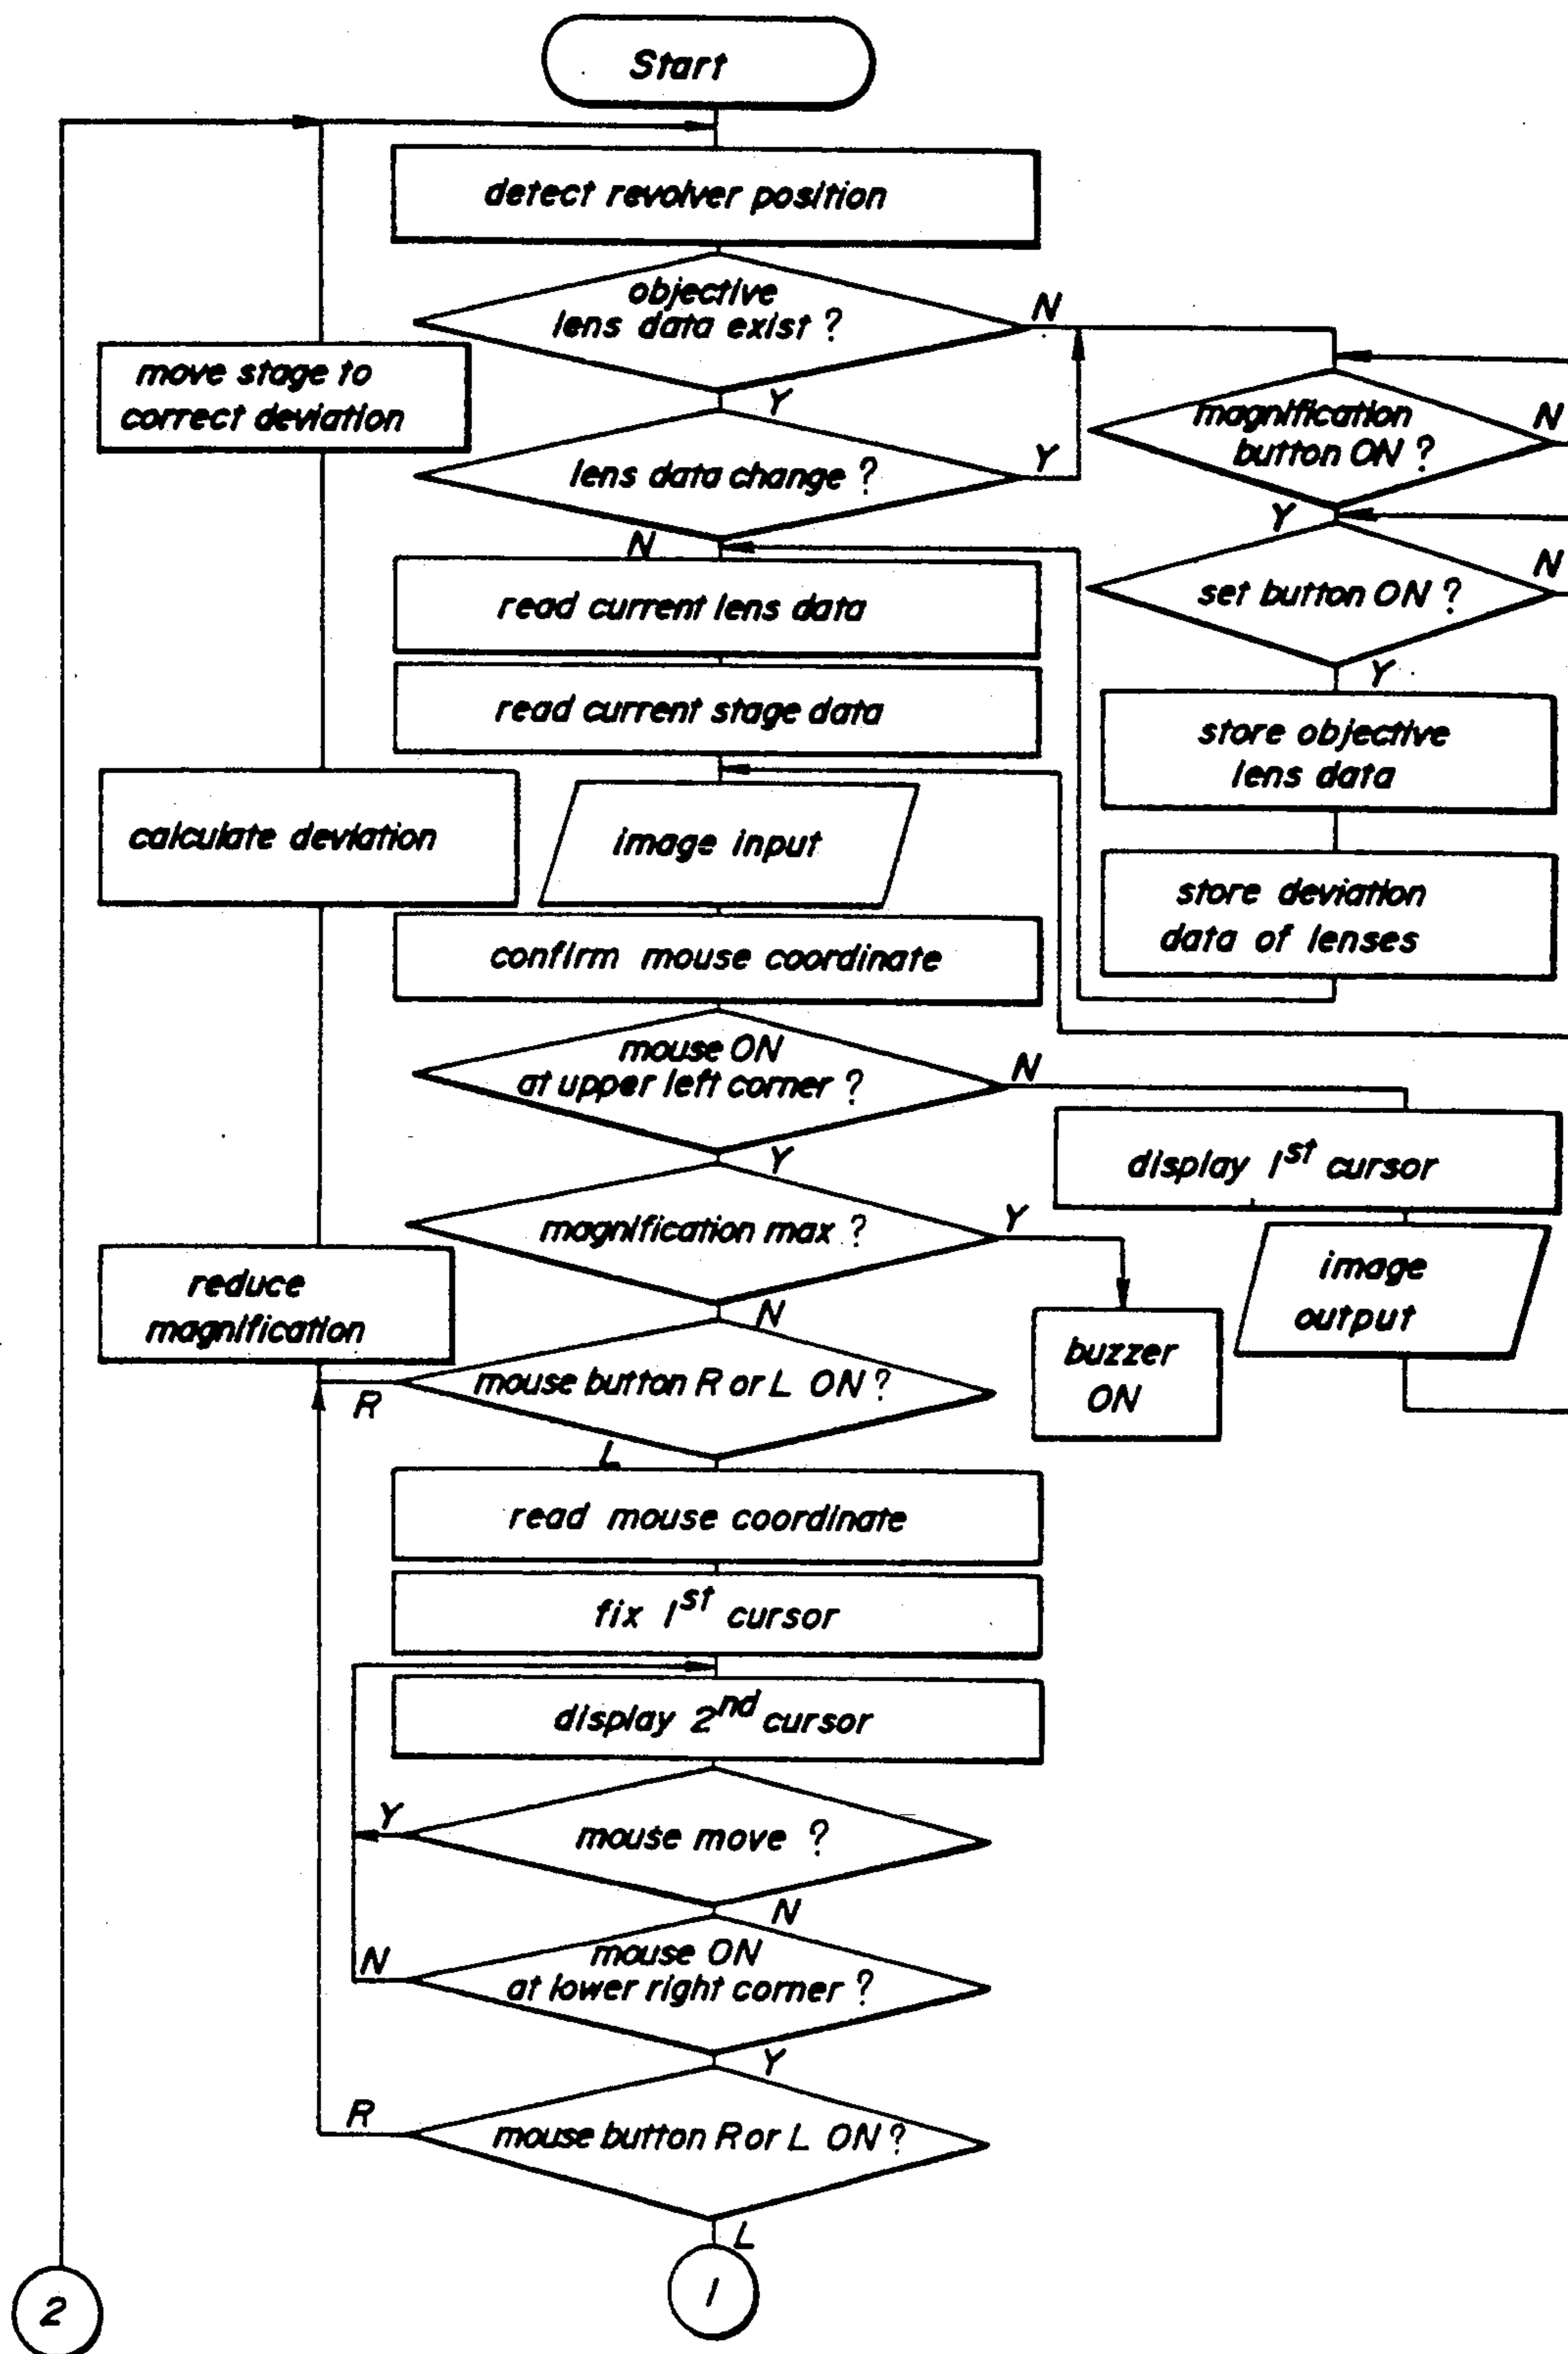 Start
detect revolver position
objective
lens data exist ?
N
Y
move stage to
correct deviation
lens data change ?
Y
N
magnification
button ON ?
N
Y
set button ON ?
N
Y
read current lens data
read current stage data
store objective
lens data
calculate deviation
image input
store deviation
data of lenses
confirm mouse coordinate
mouse ON
at upper left corner ?
N
Y
display 1st cursor
magnification max ?
Y
N
image
output
reduce
magnification
buzzer
ON
mouse button R or L ON ?
R
L
read mouse coordinate
fix 1st cursor
display 2nd cursor
mouse move ?
Y
N
mouse ON
at lower right corner ?
N
Y
mouse button R or L ON ?
R
L
1
2